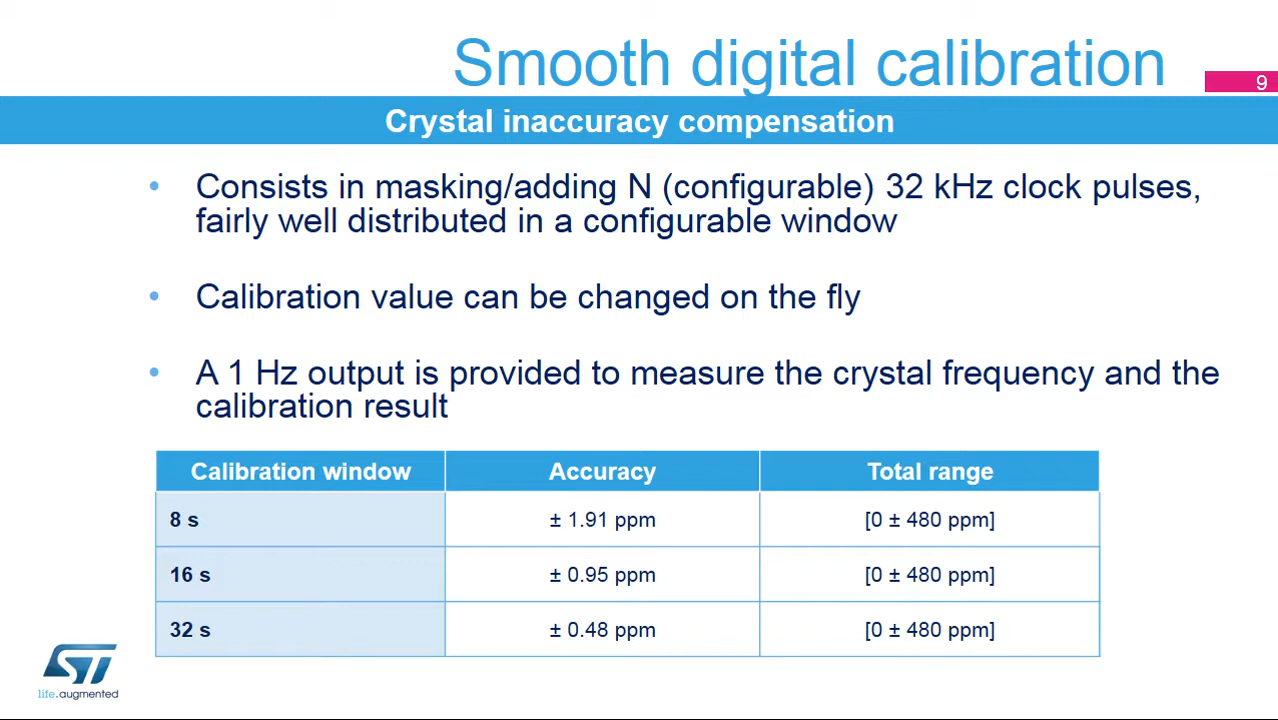 Smooth digital calibration
9
Crystal inaccuracy compensation
• Consists in masking/adding N (configurable) 32 kHz clock pulses,
fairly well distributed in a configurable window
• Calibration value can be changed on the fly
• A 1 Hz output is provided to measure the crystal frequency and the
calibration result
Calibration window Accuracy Total range
8 s ± 1.91 ppm [0 ± 480 ppm]
16 s ± 0.95 ppm [0 ± 480 ppm]
32 s ± 0.48 ppm [0 ± 480 ppm]
ST
life.augmented